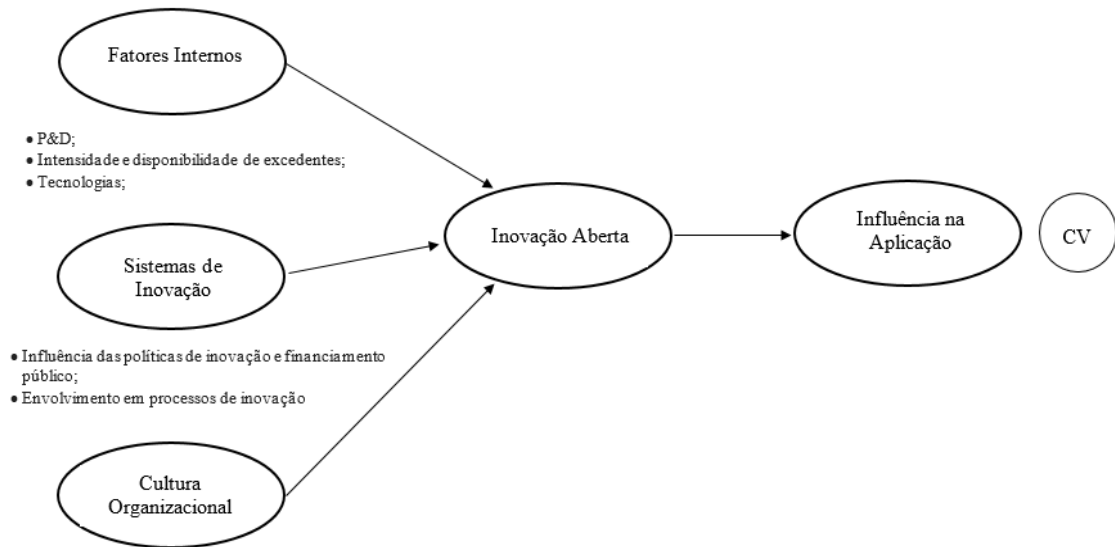 Fatores Internos
• P&D;
• Intensidade e disponibilidade de excedentes;
• Tecnologias;
Sistemas de
Inovação
• Influência das políticas de inovação e financiamento
público;
• Envolvimento em processos de inovação
Cultura
Organizacional
Inovação Aberta
Influência na
Aplicação
CV